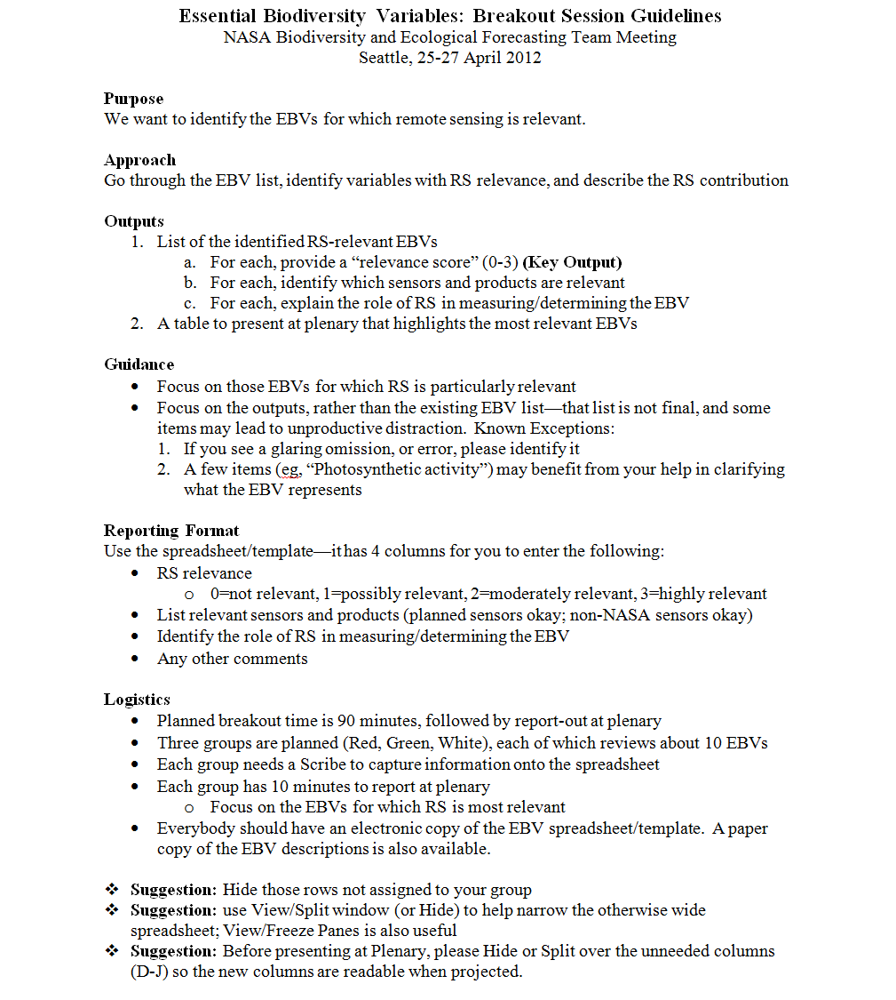 Essential Biodiversity Variables: Breakout Session Guidelines
NASA Biodiversity and Ecological Forecasting Team Meeting
Seattle, 25-27 April 2012
Purpose
We want to identify the EBVs for which remote sensing is relevant.
Approach
Go through the EBV list, identify variables with RS relevance, and describe the RS contribution
Outputs
1. List of the identified RS-relevant EBVs
a. For each, provide a “relevance score” (0-3) (Key Output)
b. For each, identify which sensors and products are relevant
c. For each, explain the role of RS in measuring/determining the EBV
2. A table to present at plenary that highlights the most relevant EBVs
Guidance
• Focus on those EBVs for which RS is particularly relevant
• Focus on the outputs, rather than the existing EBV list—that list is not final, and some
items may lead to unproductive distraction. Known Exceptions:
1. If you see a glaring omission, or error, please identify it
2. A few items (eg, “Photosynthetic activity”) may benefit from your help in clarifying
what the EBV represents
Reporting Format
Use the spreadsheet/template—it has 4 columns for you to enter the following:
• RS relevance
o 0=not relevant, 1=possibly relevant, 2=moderately relevant, 3=highly relevant
• List relevant sensors and products (planned sensors okay; non-NASA sensors okay)
• Identify the role of RS in measuring/determining the EBV
• Any other comments
Logistics
• Planned breakout time is 90 minutes, followed by report-out at plenary
• Three groups are planned (Red, Green, White), each of which reviews about 10 EBVs
• Each group needs a Scribe to capture information onto the spreadsheet
• Each group has 10 minutes to report at plenary
o Focus on the EBVs for which RS is most relevant
• Everybody should have an electronic copy of the EBV spreadsheet/template. A paper
copy of the EBV descriptions is also available.
❖ Suggestion: Hide those rows not assigned to your group
❖ Suggestion: use View/Split window (or Hide) to help narrow the otherwise wide
spreadsheet; View/Freeze Panes is also useful
❖ Suggestion: Before presenting at Plenary, please Hide or Split over the unneeded columns
(D-J) so the new columns are readable when projected.